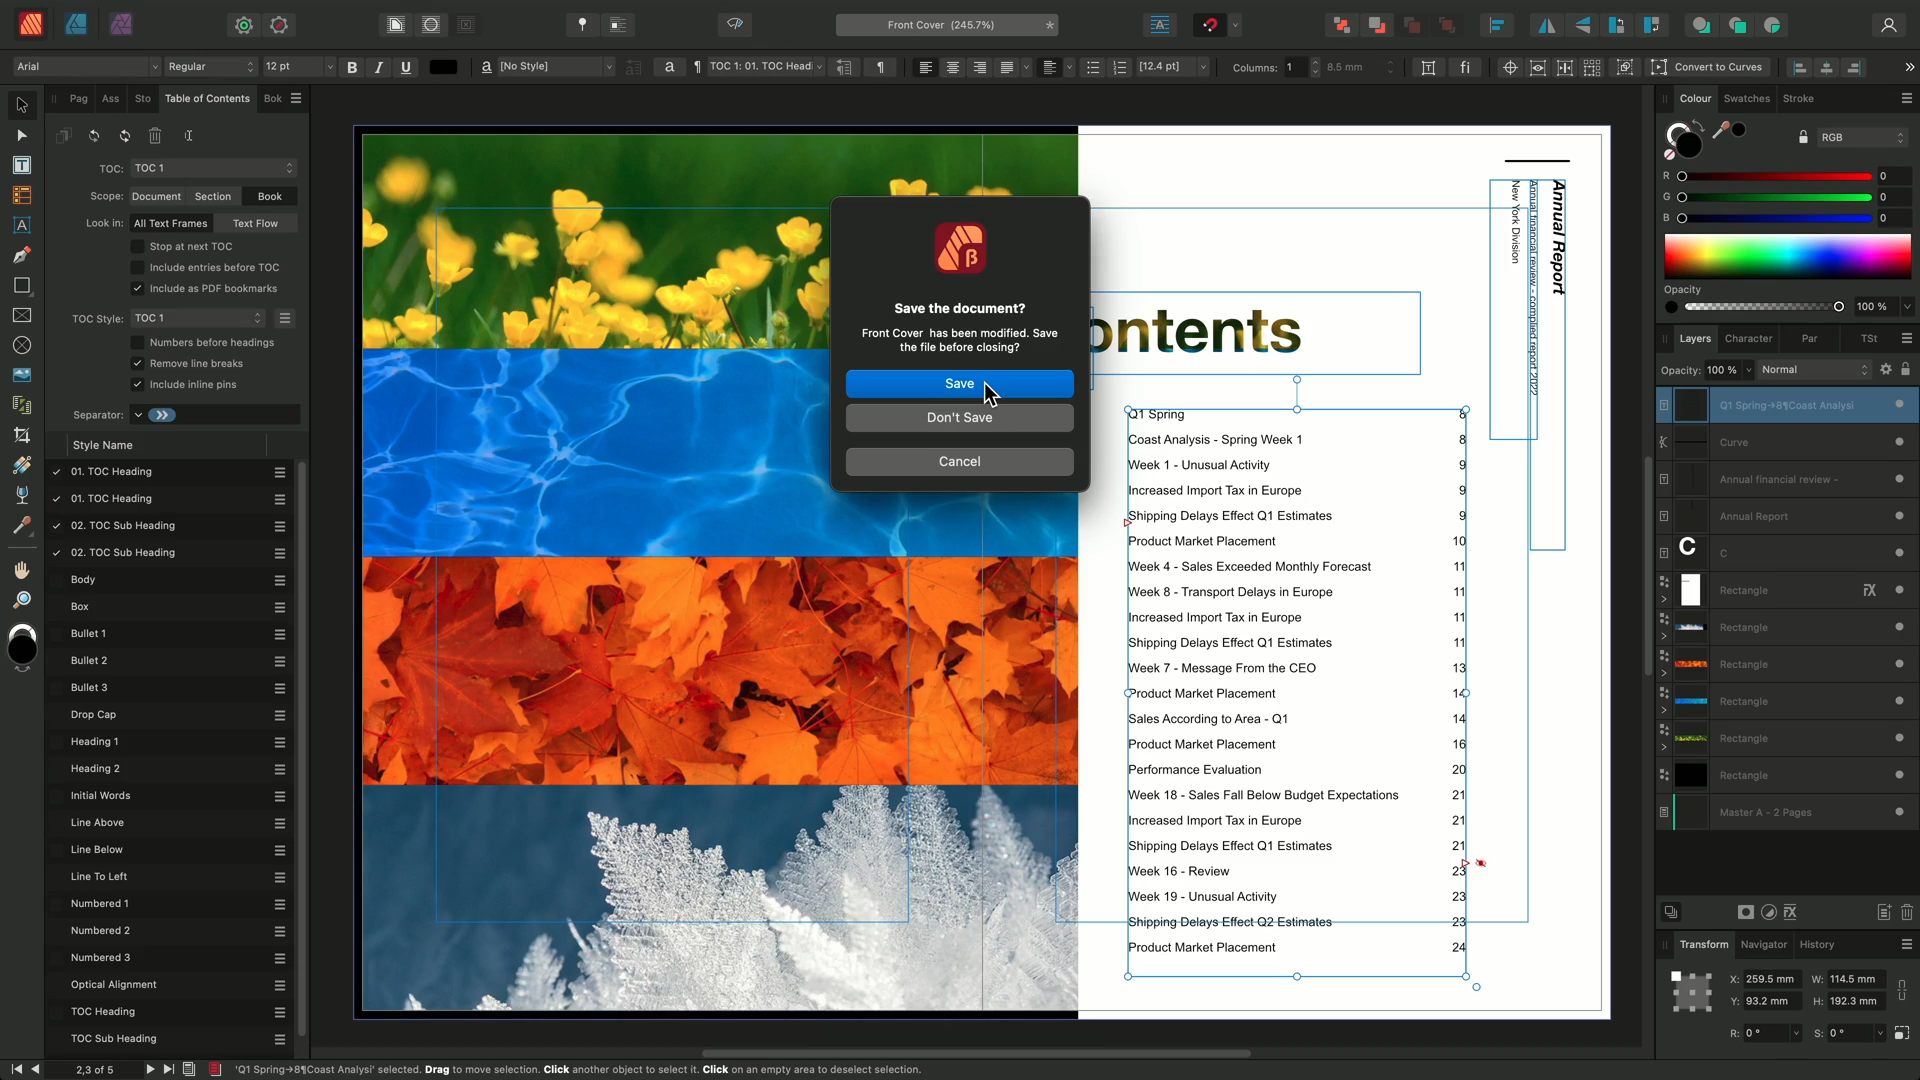 Front Cover (245.7%)
*
Arial
Regular
12 pt
B
I
U
a
[No Style]
a
¶
TOC 1: 01. TOC Headi
¶
[12.4 pt]
Columns:
1
8.5 mm
fi
Convert to Curves
Pag
Ass
Sto
Table of Contents
Bok
TOC:
TOC 1
Scope:
Document
Section
Book
Look in:
All Text Frames
Text Flow
Stop at next TOC
Include entries before TOC
Include as PDF bookmarks
TOC Style:
TOC 1
Numbers before headings
Remove line breaks
Include inline pins
Separator:
Style Name
01. TOC Heading
01. TOC Heading
02. TOC Sub Heading
02. TOC Sub Heading
Body
Box
Bullet 1
Bullet 2
Bullet 3
Drop Cap
Heading 1
Heading 2
Initial Words
Line Above
Line Below
Line To Left
Numbered 1
Numbered 2
Numbered 3
Optical Alignment
TOC Heading
TOC Sub Heading
β
Save the document?
Front Cover has been modified. Save
the file before closing?
Save
Don't Save
Cancel
Annual Report
Annual financial review - complied report 2022
New York Division
ontents
Q1 Spring 8
Coast Analysis - Spring Week 1 8
Week 1 - Unusual Activity 9
Increased Import Tax in Europe 9
Shipping Delays Effect Q1 Estimates 9
Product Market Placement 10
Week 4 - Sales Exceeded Monthly Forecast 11
Week 8 - Transport Delays in Europe 11
Increased Import Tax in Europe 11
Shipping Delays Effect Q1 Estimates 11
Week 7 - Message From the CEO 13
Product Market Placement 14
Sales According to Area - Q1 14
Product Market Placement 16
Performance Evaluation 20
Week 18 - Sales Fall Below Budget Expectations 21
Increased Import Tax in Europe 21
Shipping Delays Effect Q1 Estimates 21
Week 16 - Review 23
Week 19 - Unusual Activity 23
Shipping Delays Effect Q2 Estimates 23
Product Market Placement 24
Colour
Swatches
Stroke
RGB
R 0
G 0
B 0
Opacity
100 %
Layers
Character
Par
TSt
Opacity:
100 %
Normal
Q1 Spring→8¶Coast Analysi
Curve
Annual financial review -
Annual Report
C
C
Rectangle
Rectangle
Rectangle
Rectangle
Rectangle
Rectangle
Master A - 2 Pages
Transform
Navigator
History
X: 259.5 mm
W: 114.5 mm
Y: 93.2 mm
H: 192.3 mm
R: 0 °
S: 0 °
2,3 of 5
'Q1 Spring→8¶Coast Analysi' selected. Drag to move selection. Click another object to select it. Click on an empty area to deselect selection.